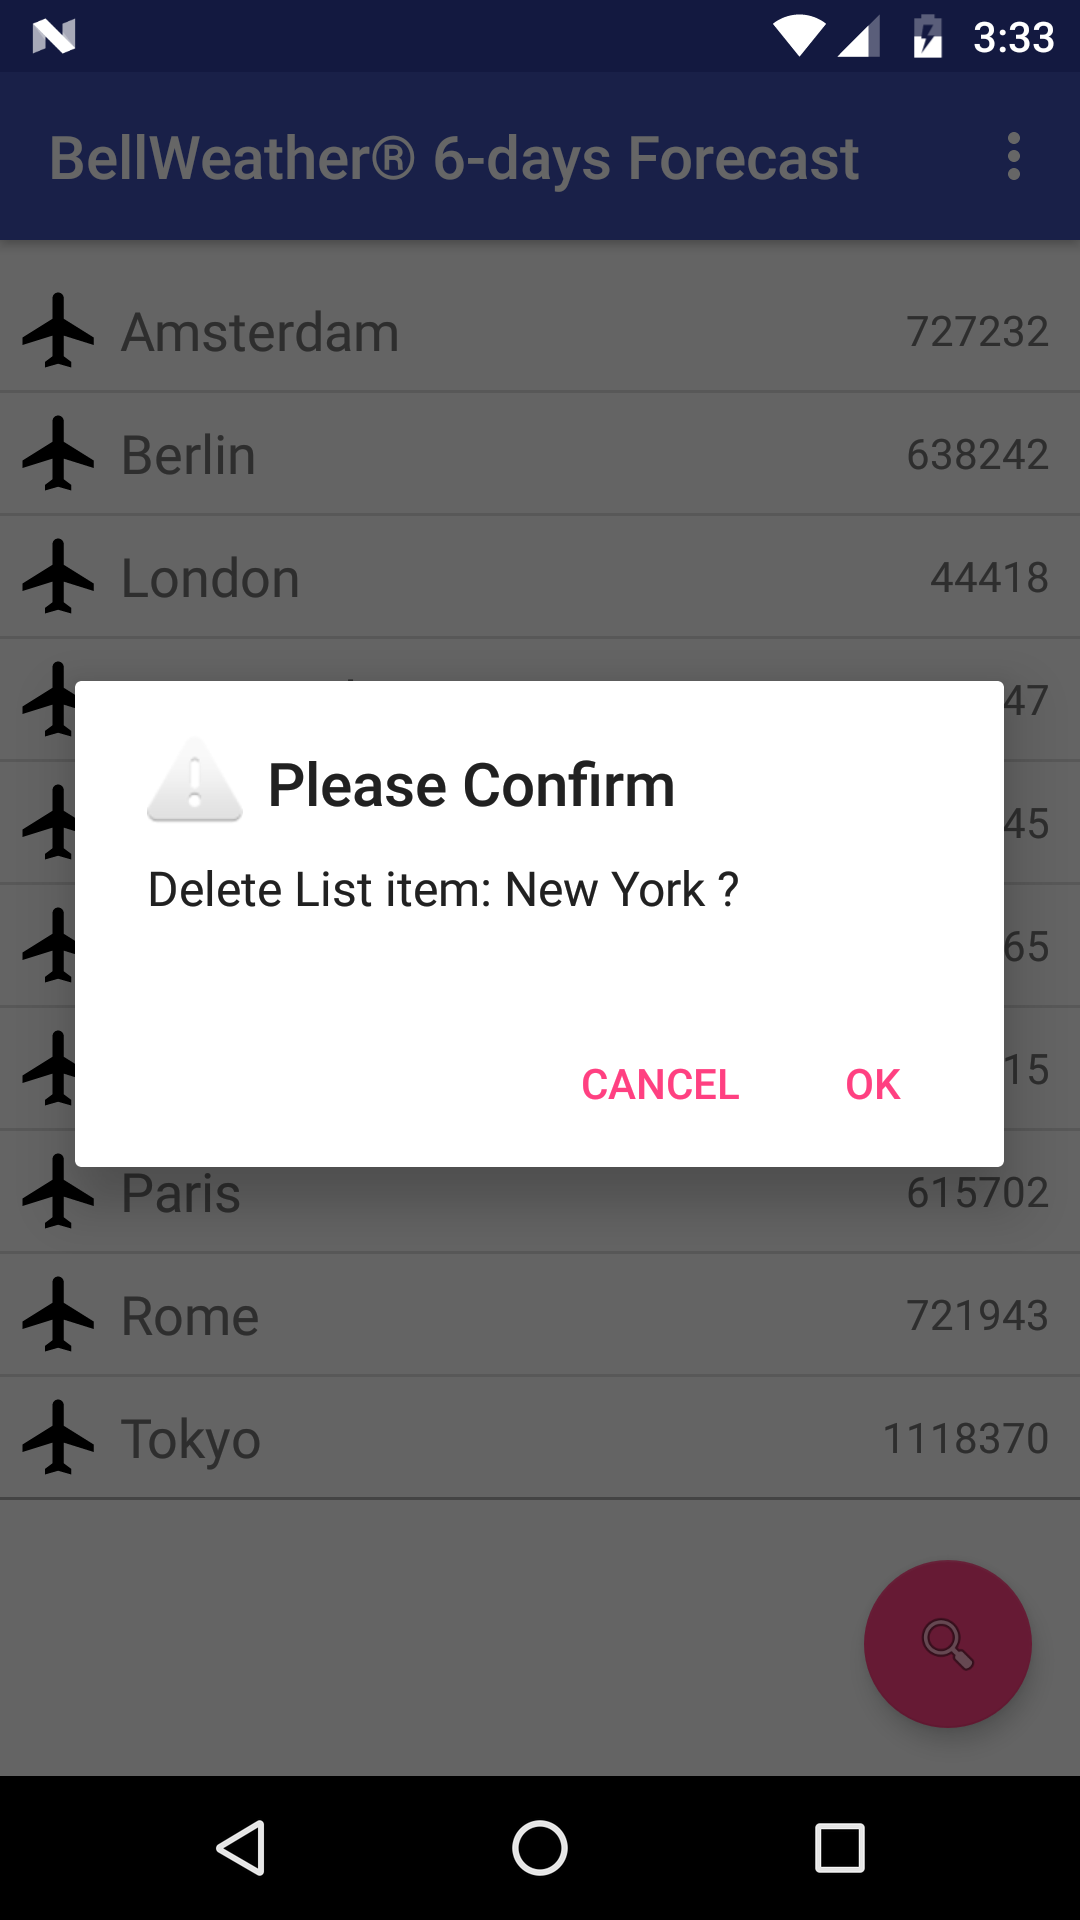 3:33
BellWeather® 6-days Forecast
Amsterdam 727232
Berlin 638242
London 44418
47
Please Confirm
45
Delete List item: New York ?
65
CANCEL OK
15
Paris 615702
Rome 721943
Tokyo 1118370